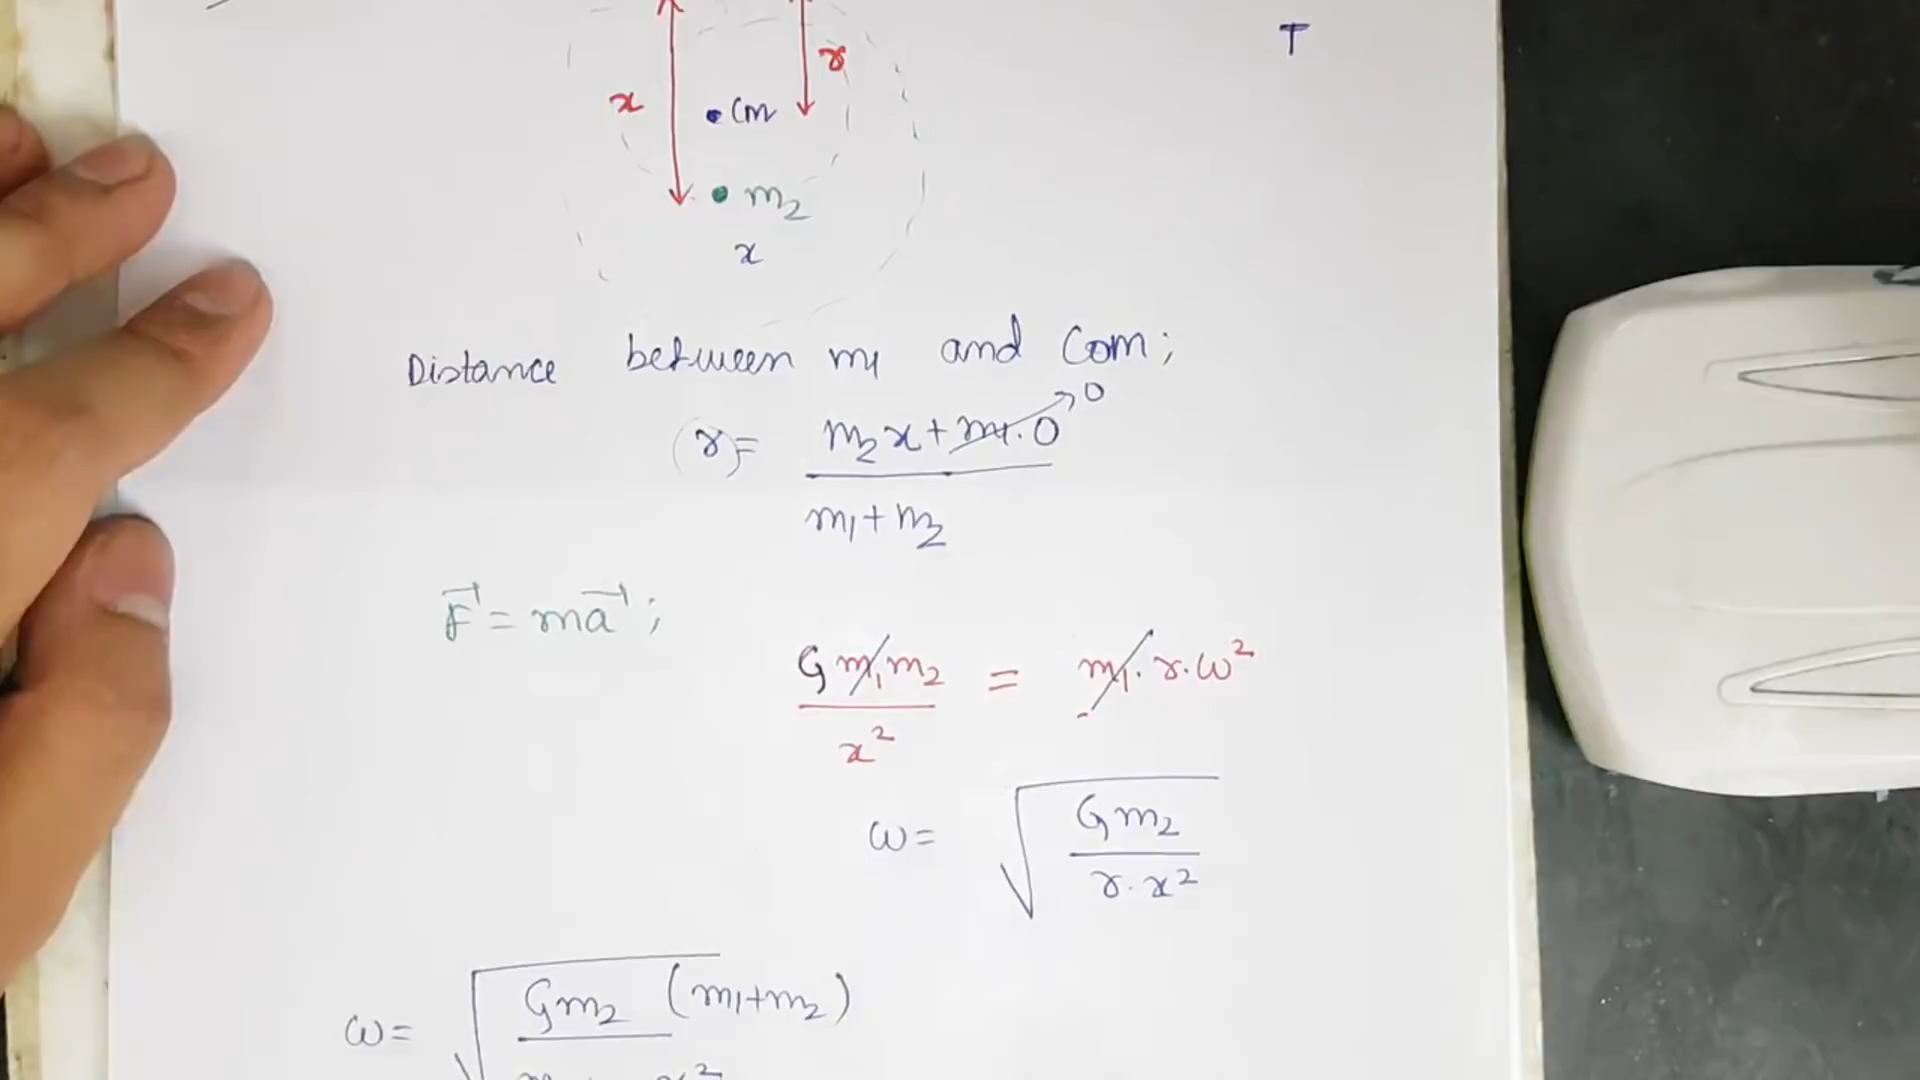 T
x
r
Cm
m2
x
Distance between m1 and Com;
(r)= m2x + m1.0 → 0
m1+m2
F = ma ;
G m1m2 = m1. r. ω²
x²
ω= √ Gm2
r. x²
ω= √ Gm2 (m1+m2)